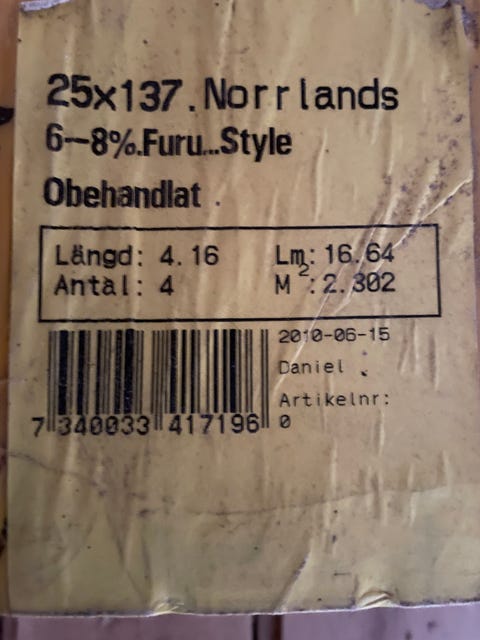 25x137.Norrlands
6-8%.Furu...Style
Obehandlat .
Längd: 4.16 Lm: 16.64
Antal: 4 M²: 2.302
2010-06-15
Daniel .
Artikelnr:
0
7 340033 417196